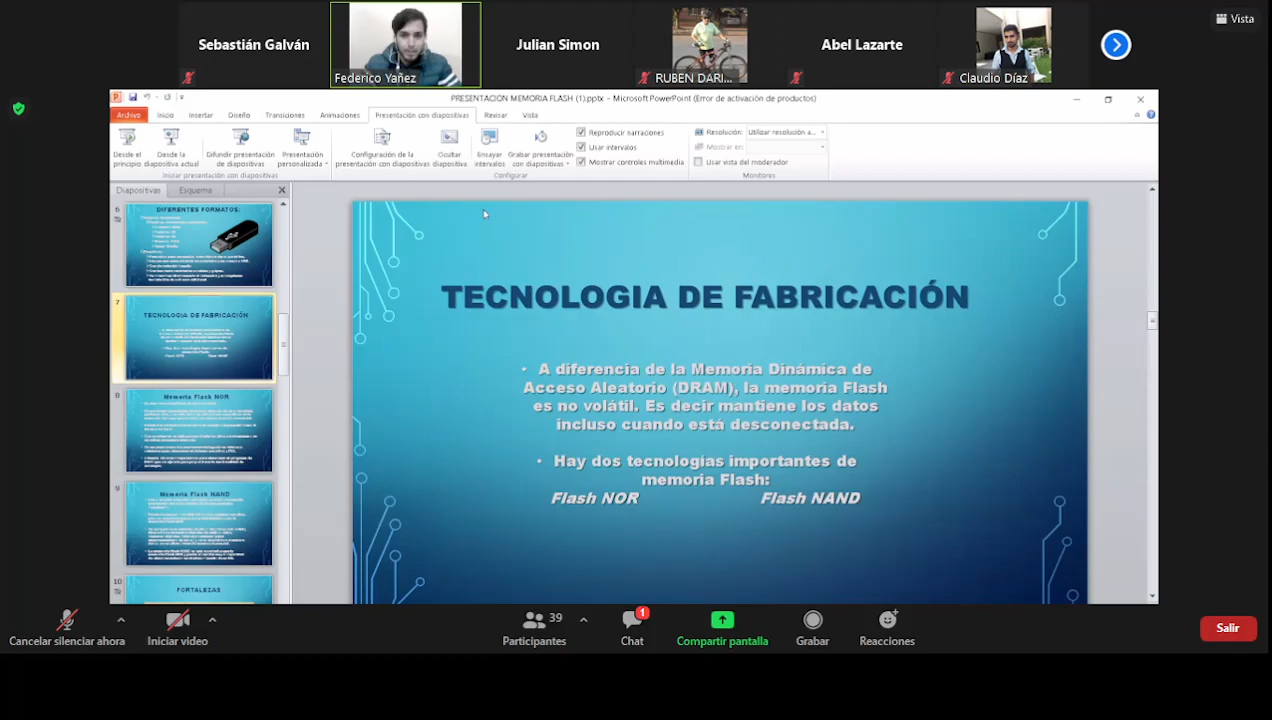 Vista
Sebastián Galván
Federico Yañez
Julian Simon
RUBEN DARI...
Abel Lazarte
Claudio Díaz
PRESENTACION MEMORIA FLASH (1).pptx - Microsoft PowerPoint (Error de activación de productos)
Archivo Inicio Insertar Diseño Transiciones Animaciones Presentación con diapositivas Revisar Vista
Desde el principio
Desde la diapositiva actual
Difundir presentación de diapositivas
Presentación personalizada
Iniciar presentación con diapositivas
Configuración de la presentación con diapositivas
Ocultar diapositiva
Ensayar intervalos
Grabar presentación con diapositivas
Reproducir narraciones
Usar intervalos
Mostrar controles multimedia
Configurar
Resolución: Utilizar resolución a...
Mostrar en:
Usar vista del moderador
Monitores
Diapositivas Esquema
6
DIFERENTES FORMATOS:
7
TECNOLOGIA DE FABRICACIÓN
8
Memoria Flash NOR
9
Memoria Flash NAND
10
FORTALEZAS
TECNOLOGIA DE FABRICACIÓN
• A diferencia de la Memoria Dinámica de
Acceso Aleatorio (DRAM), la memoria Flash
es no volátil. Es decir mantiene los datos
incluso cuando está desconectada.
• Hay dos tecnologías importantes de
memoria Flash:
Flash NOR Flash NAND
Cancelar silenciar ahora
Iniciar video
39
Participantes
1
Chat
Compartir pantalla
Grabar
Reacciones
Salir